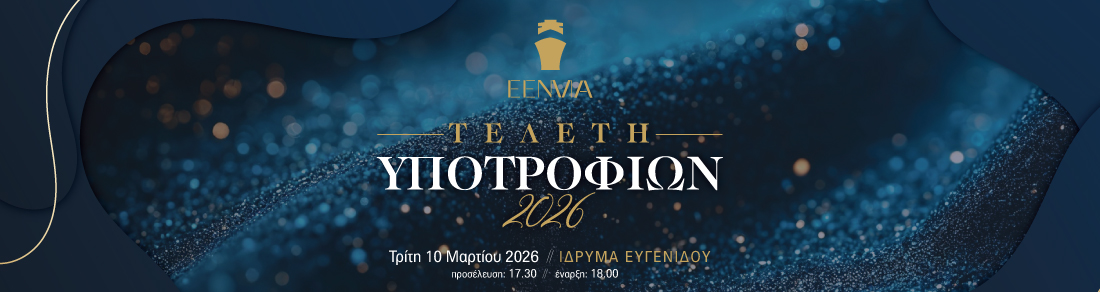 EENMA
ΤΕΛΕΤΗ
ΥΠΟΤΡΟΦΙΩΝ
2026
Τρίτη 10 Μαρτίου 2026 // ΙΔΡΥΜΑ ΕΥΓΕΝΙΔΟΥ
προσέλευση: 17.30 // έναρξη: 18.00